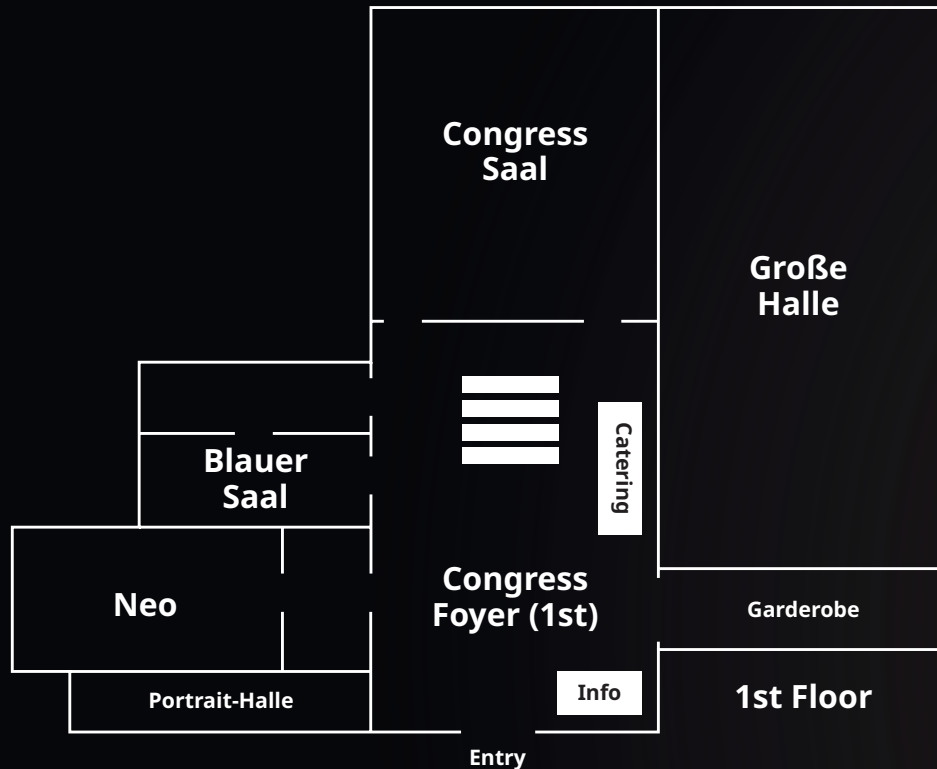 Congress
Saal
Große
Halle
Catering
Blauer
Saal
Congress
Foyer (1st)
Neo
Garderobe
Info
1st Floor
Portrait-Halle
Entry